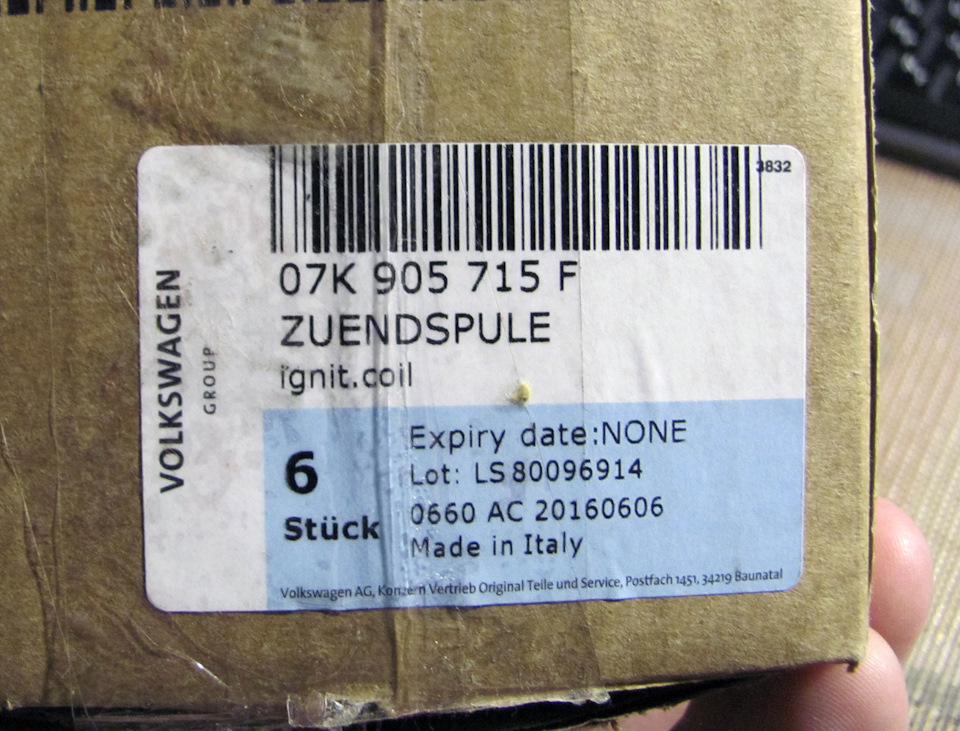 3832
07K 905 715 F
ZUENDSPULE
ignit.coil
VOLKSWAGEN
GROUP
6
Stück
Expiry date:NONE
Lot: LS 80096914
0660 AC 20160606
Made in Italy
Volkswagen AG, Konzern Vertrieb Original Teile und Service, Postfach 1451, 34219 Baunatal